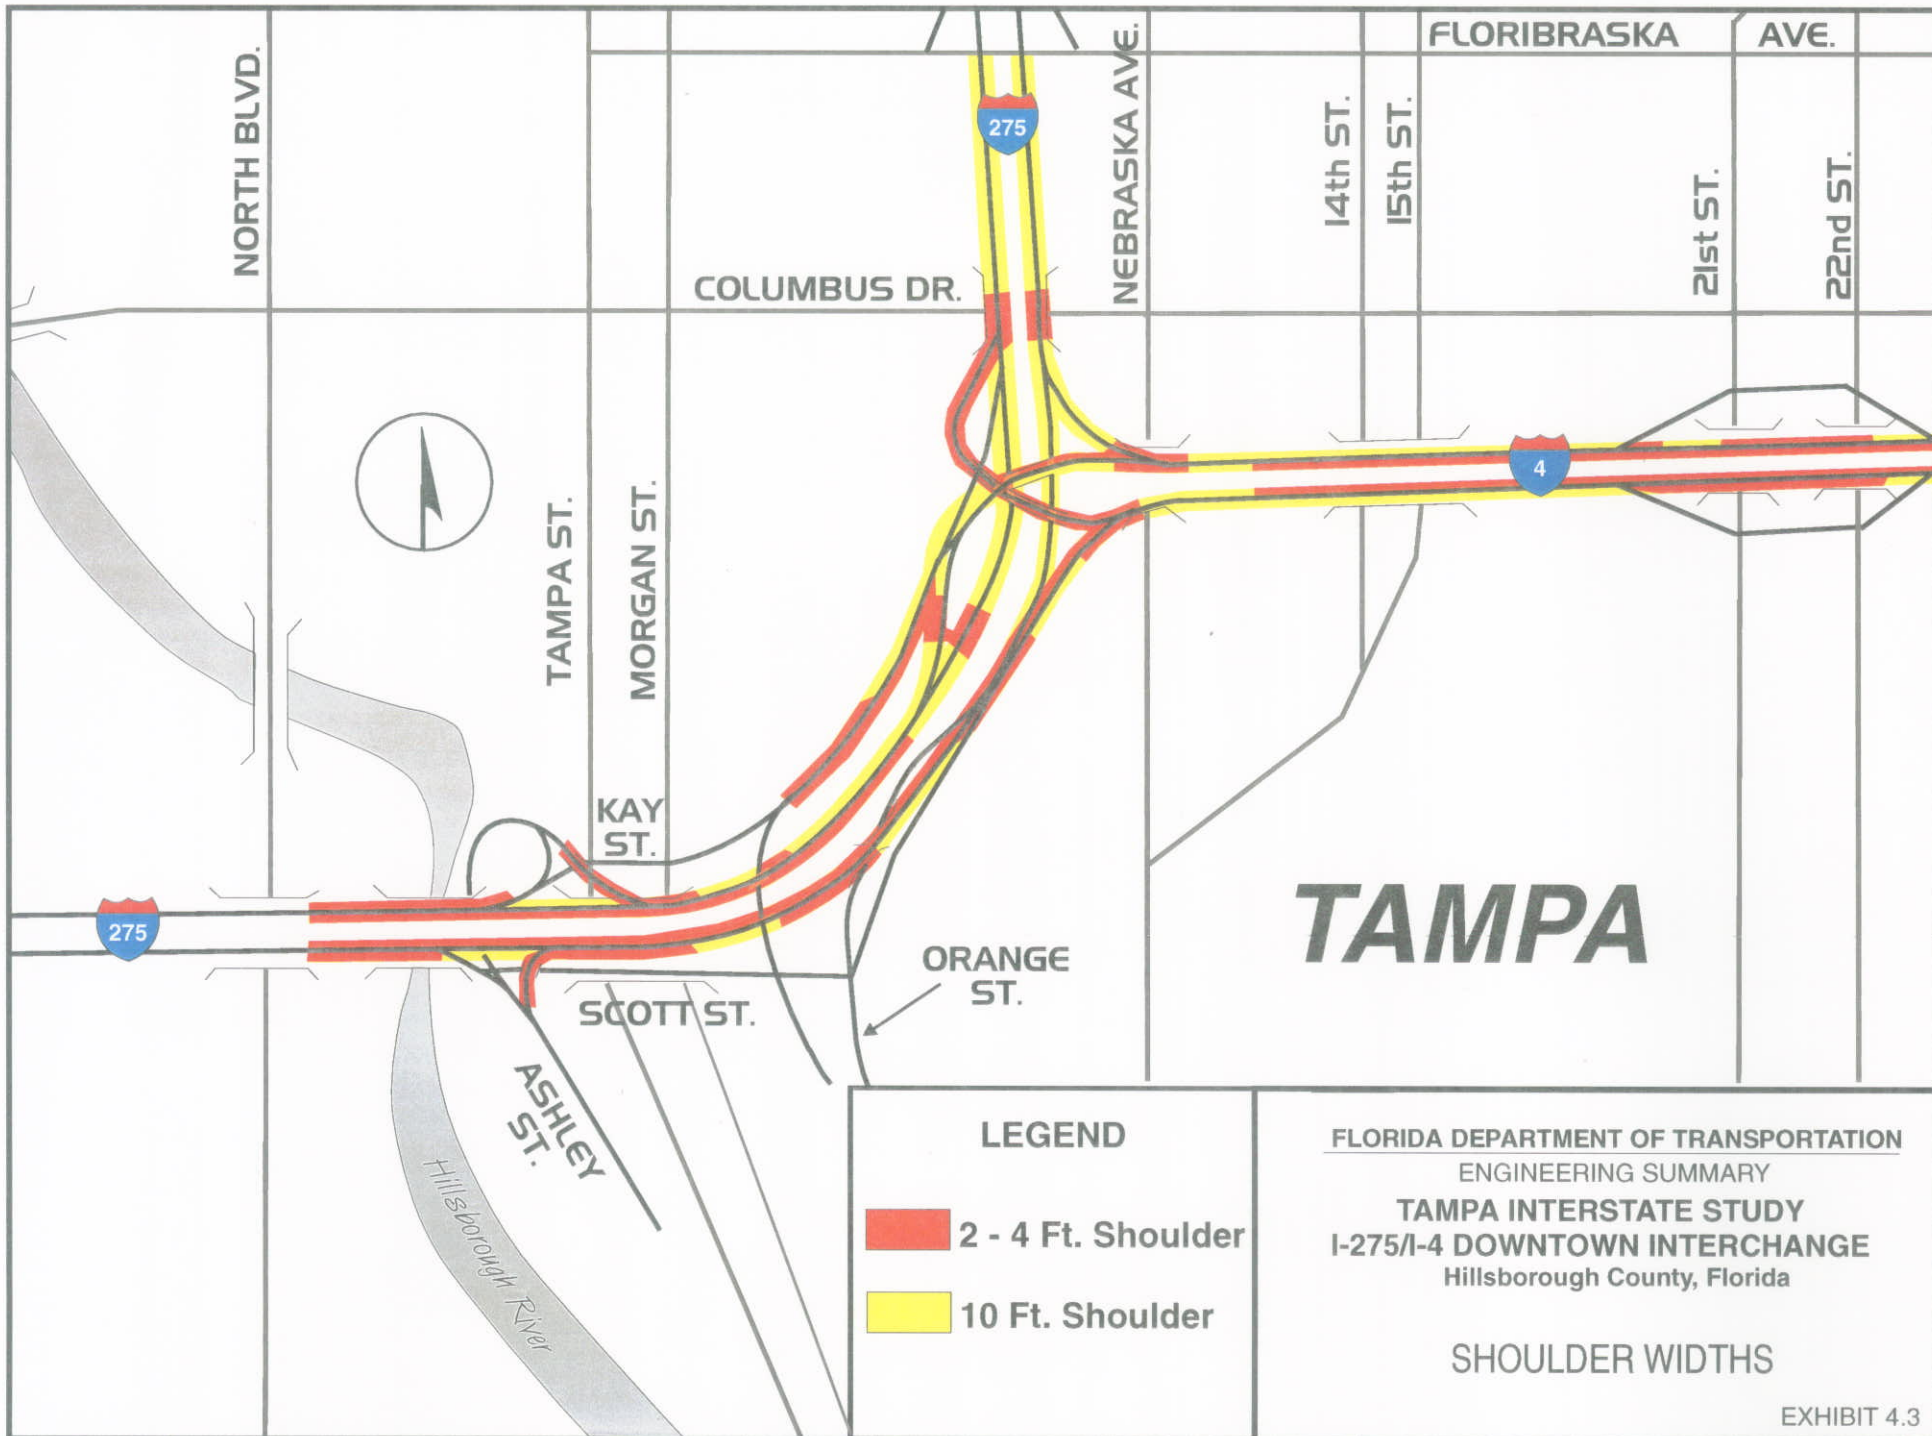 FLORIBRASKA AVE.
NORTH BLVD.
275
NEBRASKA AVE.
14th ST.
15th ST.
21st ST.
22nd ST.
COLUMBUS DR.
4
TAMPA ST.
MORGAN ST.
KAY
ST.
TAMPA
275
ORANGE
ST.
SCOTT ST.
ASHLEY
ST.
Hillsborough River
LEGEND
2 - 4 Ft. Shoulder
10 Ft. Shoulder
FLORIDA DEPARTMENT OF TRANSPORTATION
ENGINEERING SUMMARY
TAMPA INTERSTATE STUDY
I-275/I-4 DOWNTOWN INTERCHANGE
Hillsborough County, Florida
SHOULDER WIDTHS
EXHIBIT 4.3